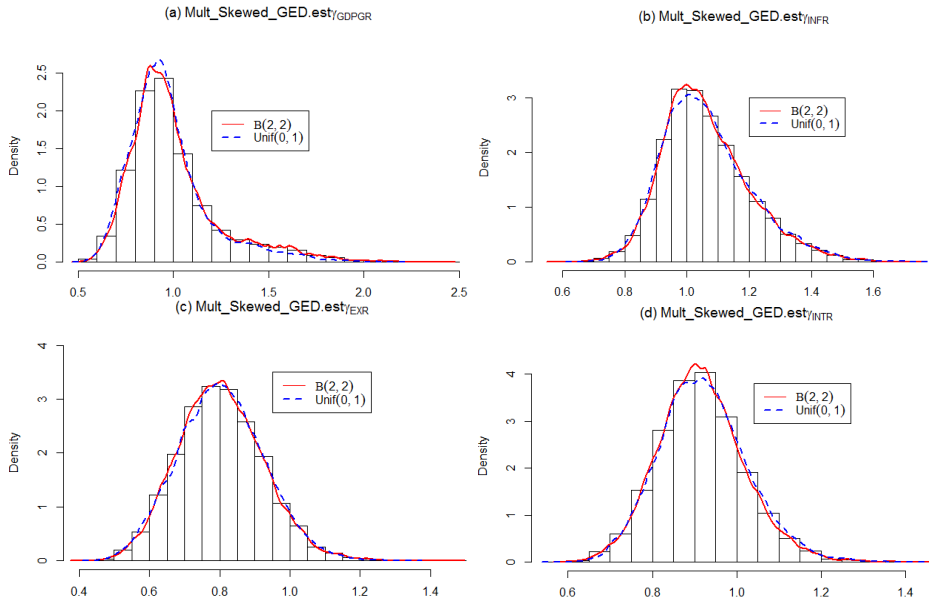 (a) Mult_Skewed_GED.estγGDPGR
Density
0.0 0.5 1.0 1.5 2.0 2.5
B(2, 2)
Unif(0, 1)
0.5 1.0 1.5 2.0 2.5
(b) Mult_Skewed_GED.estγINFR
Density
0 1 2 3
B(2, 2)
Unif(0, 1)
0.6 0.8 1.0 1.2 1.4 1.6
(c) Mult_Skewed_GED.estγEXR
Density
0 1 2 3 4
B(2, 2)
Unif(0, 1)
0.4 0.6 0.8 1.0 1.2 1.4
(d) Mult_Skewed_GED.estγINTR
Density
0 1 2 3 4
B(2, 2)
Unif(0, 1)
0.6 0.8 1.0 1.2 1.4